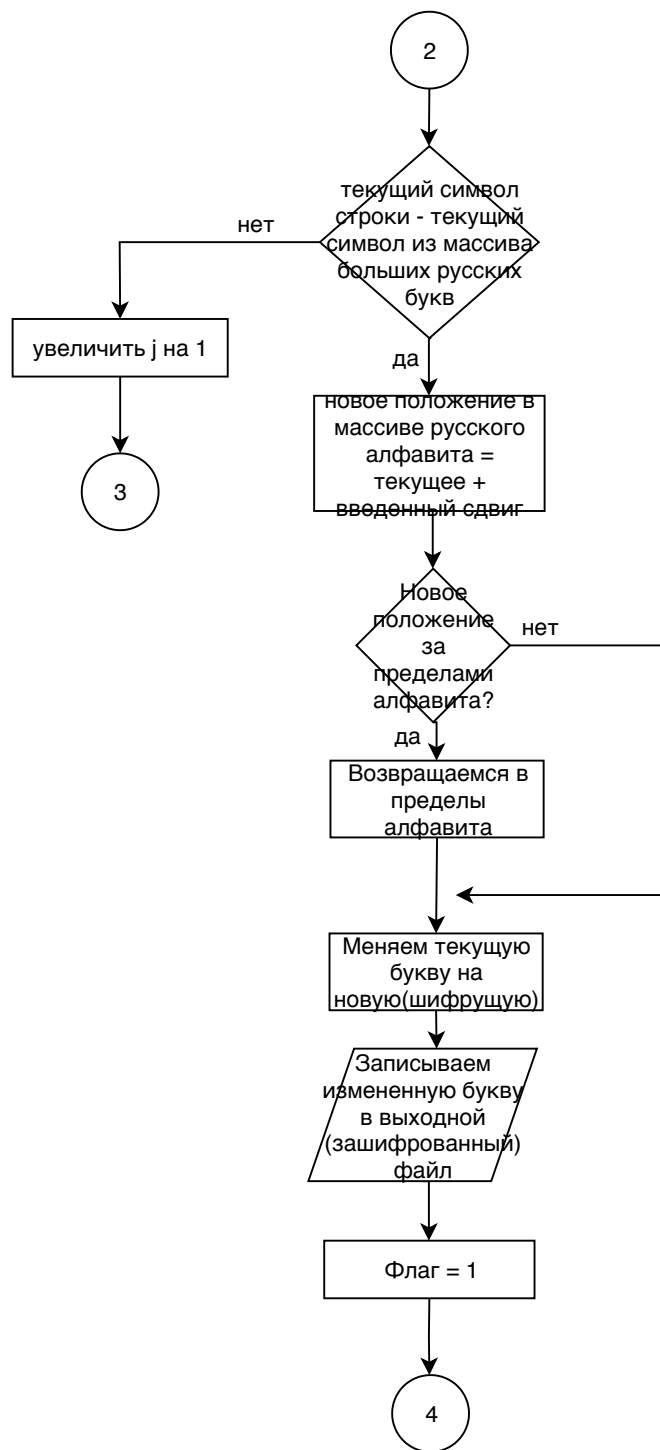 2
текущий символ
строки - текущий
символ из массива
больших русских
букв
нет
увеличить j на 1
3
да
новое положение в
массиве русского
алфавита =
текущее +
введенный сдвиг
Новое
положение
за
пределами
алфавита?
нет
да
Возвращаемся в
пределы
алфавита
Меняем текущую
букву на
новую(шифрущую)
Записываем
измененную букву
в выходной
(зашифрованный)
файл
Флаг = 1
4